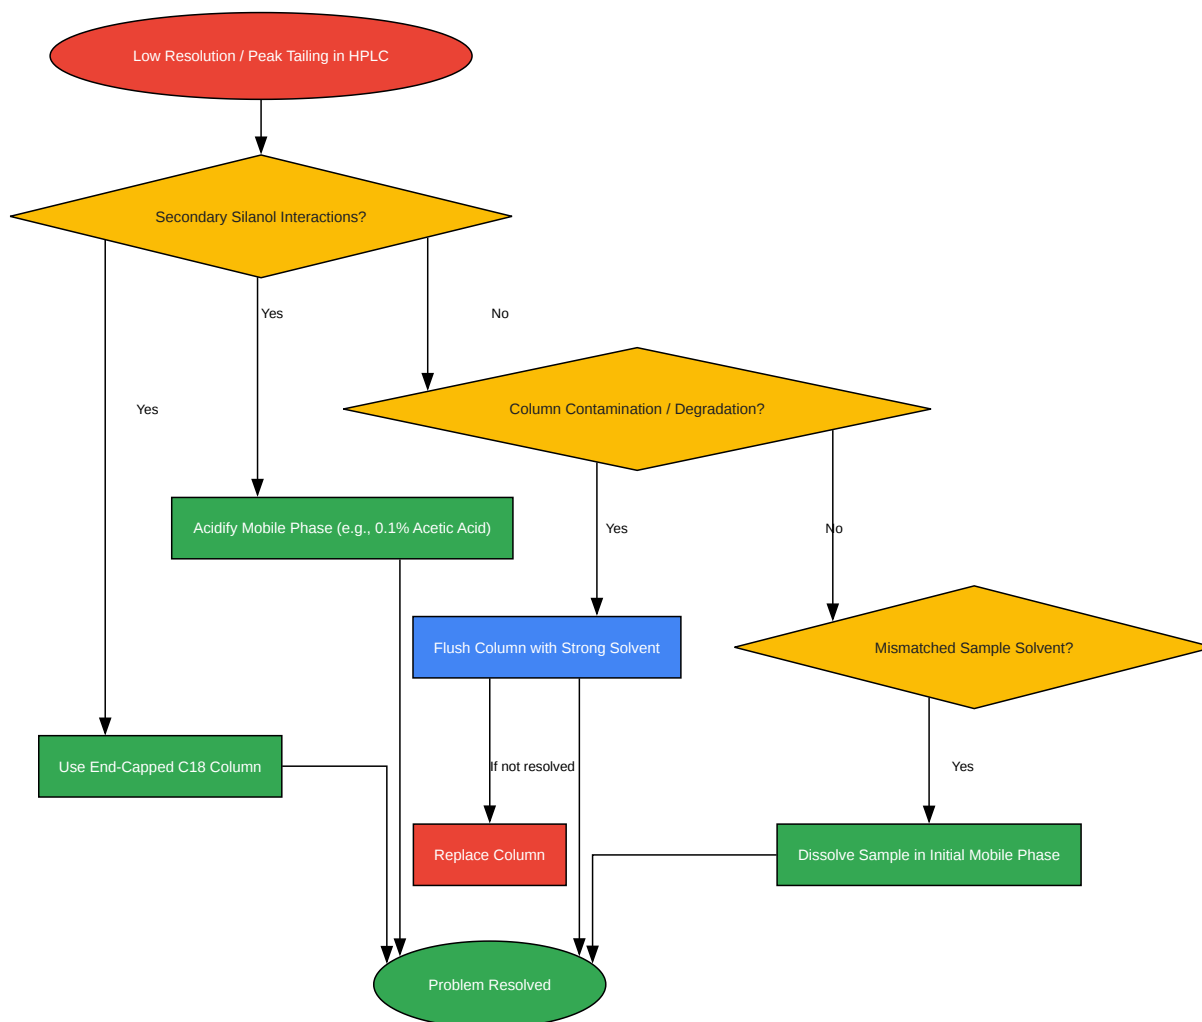 Low Resolution / Peak Tailing in HPLC
Secondary Silanol Interactions?
Yes
No
Yes
Column Contamination / Degradation?
Acidify Mobile Phase (e.g., 0.1% Acetic Acid)
Yes
No
Flush Column with Strong Solvent
Mismatched Sample Solvent?
Use End-Capped C18 Column
If not resolved
Yes
Replace Column
Dissolve Sample in Initial Mobile Phase
Problem Resolved